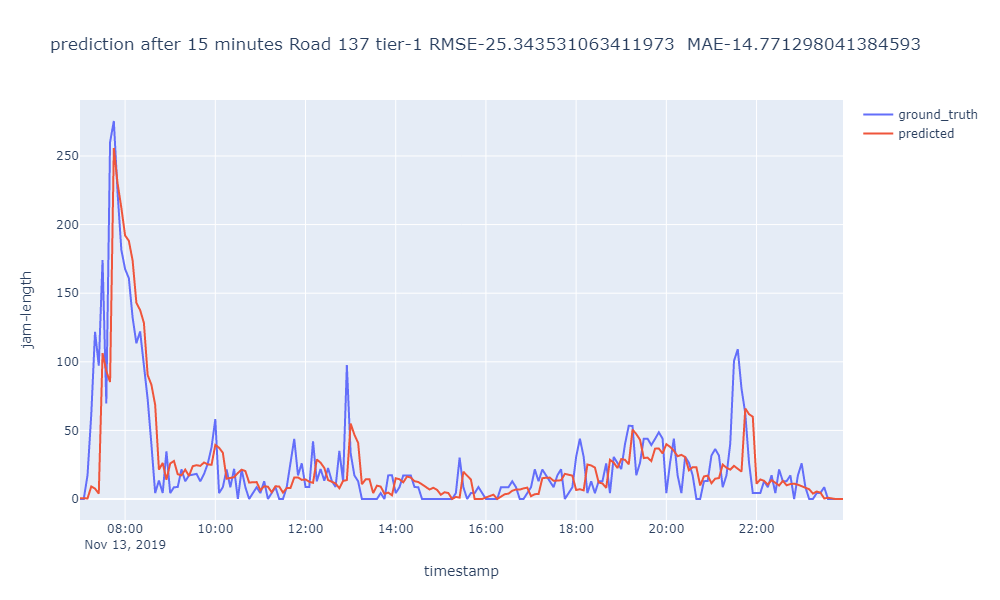 prediction after 15 minutes Road 137 tier-1 RMSE-25.343531063411973  MAE-14.771298041384593
ground_truth
predicted
250
200
150
100
50
0
jam-length
08:00 10:00 12:00 14:00 16:00 18:00 20:00 22:00
Nov 13, 2019
timestamp